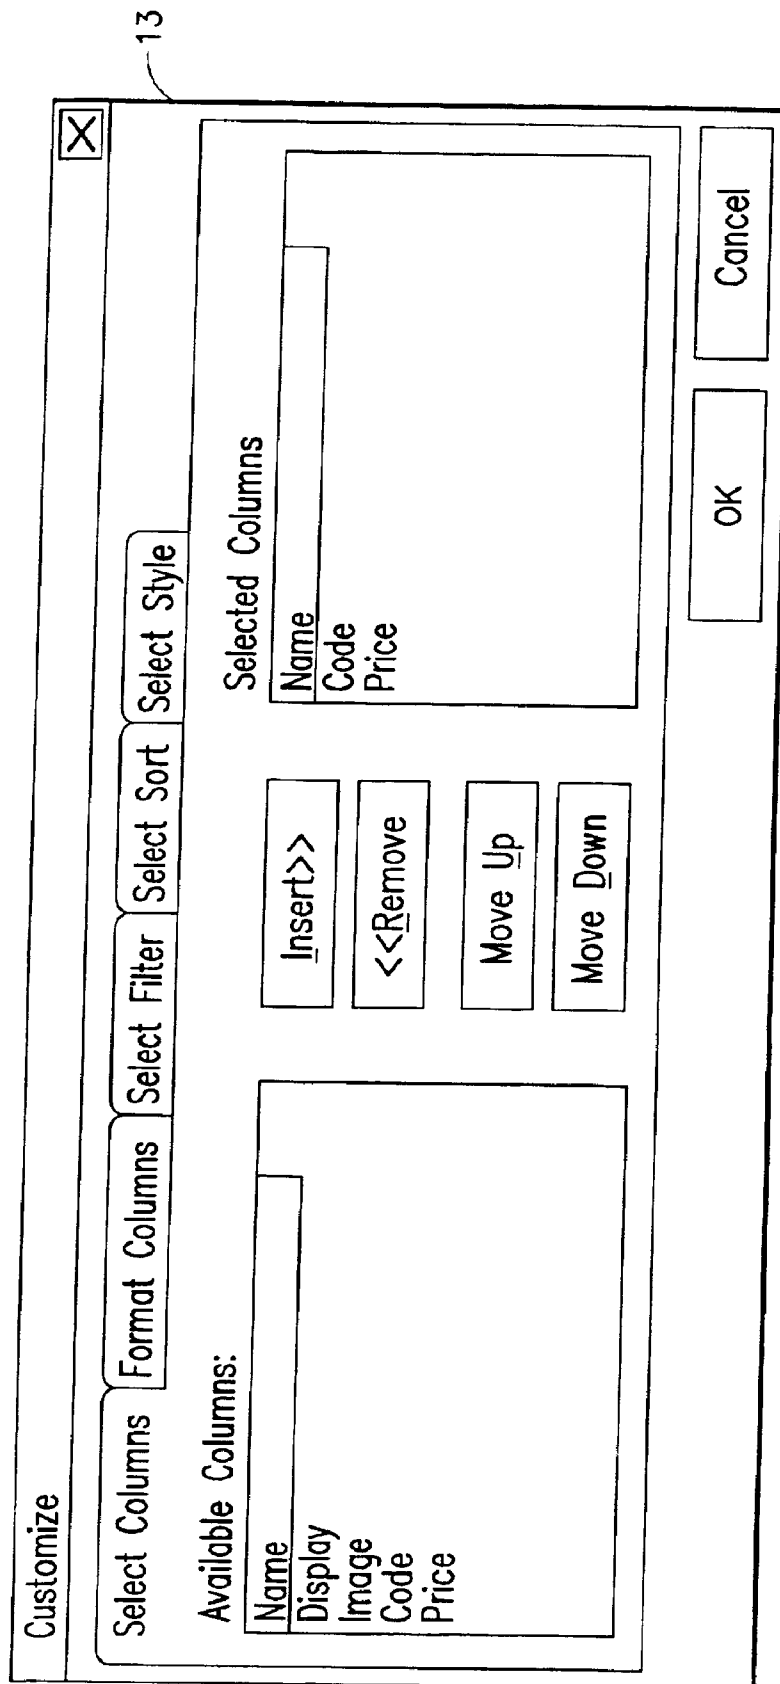 13
Customize
Select Columns Format Columns Select Filter Select Sort Select Style
Available Columns:
Name
Display
Image
Code
Price
Insert>>
<<Remove
Move Up
Move Down
Selected Columns
Name
Code
Price
OK
Cancel